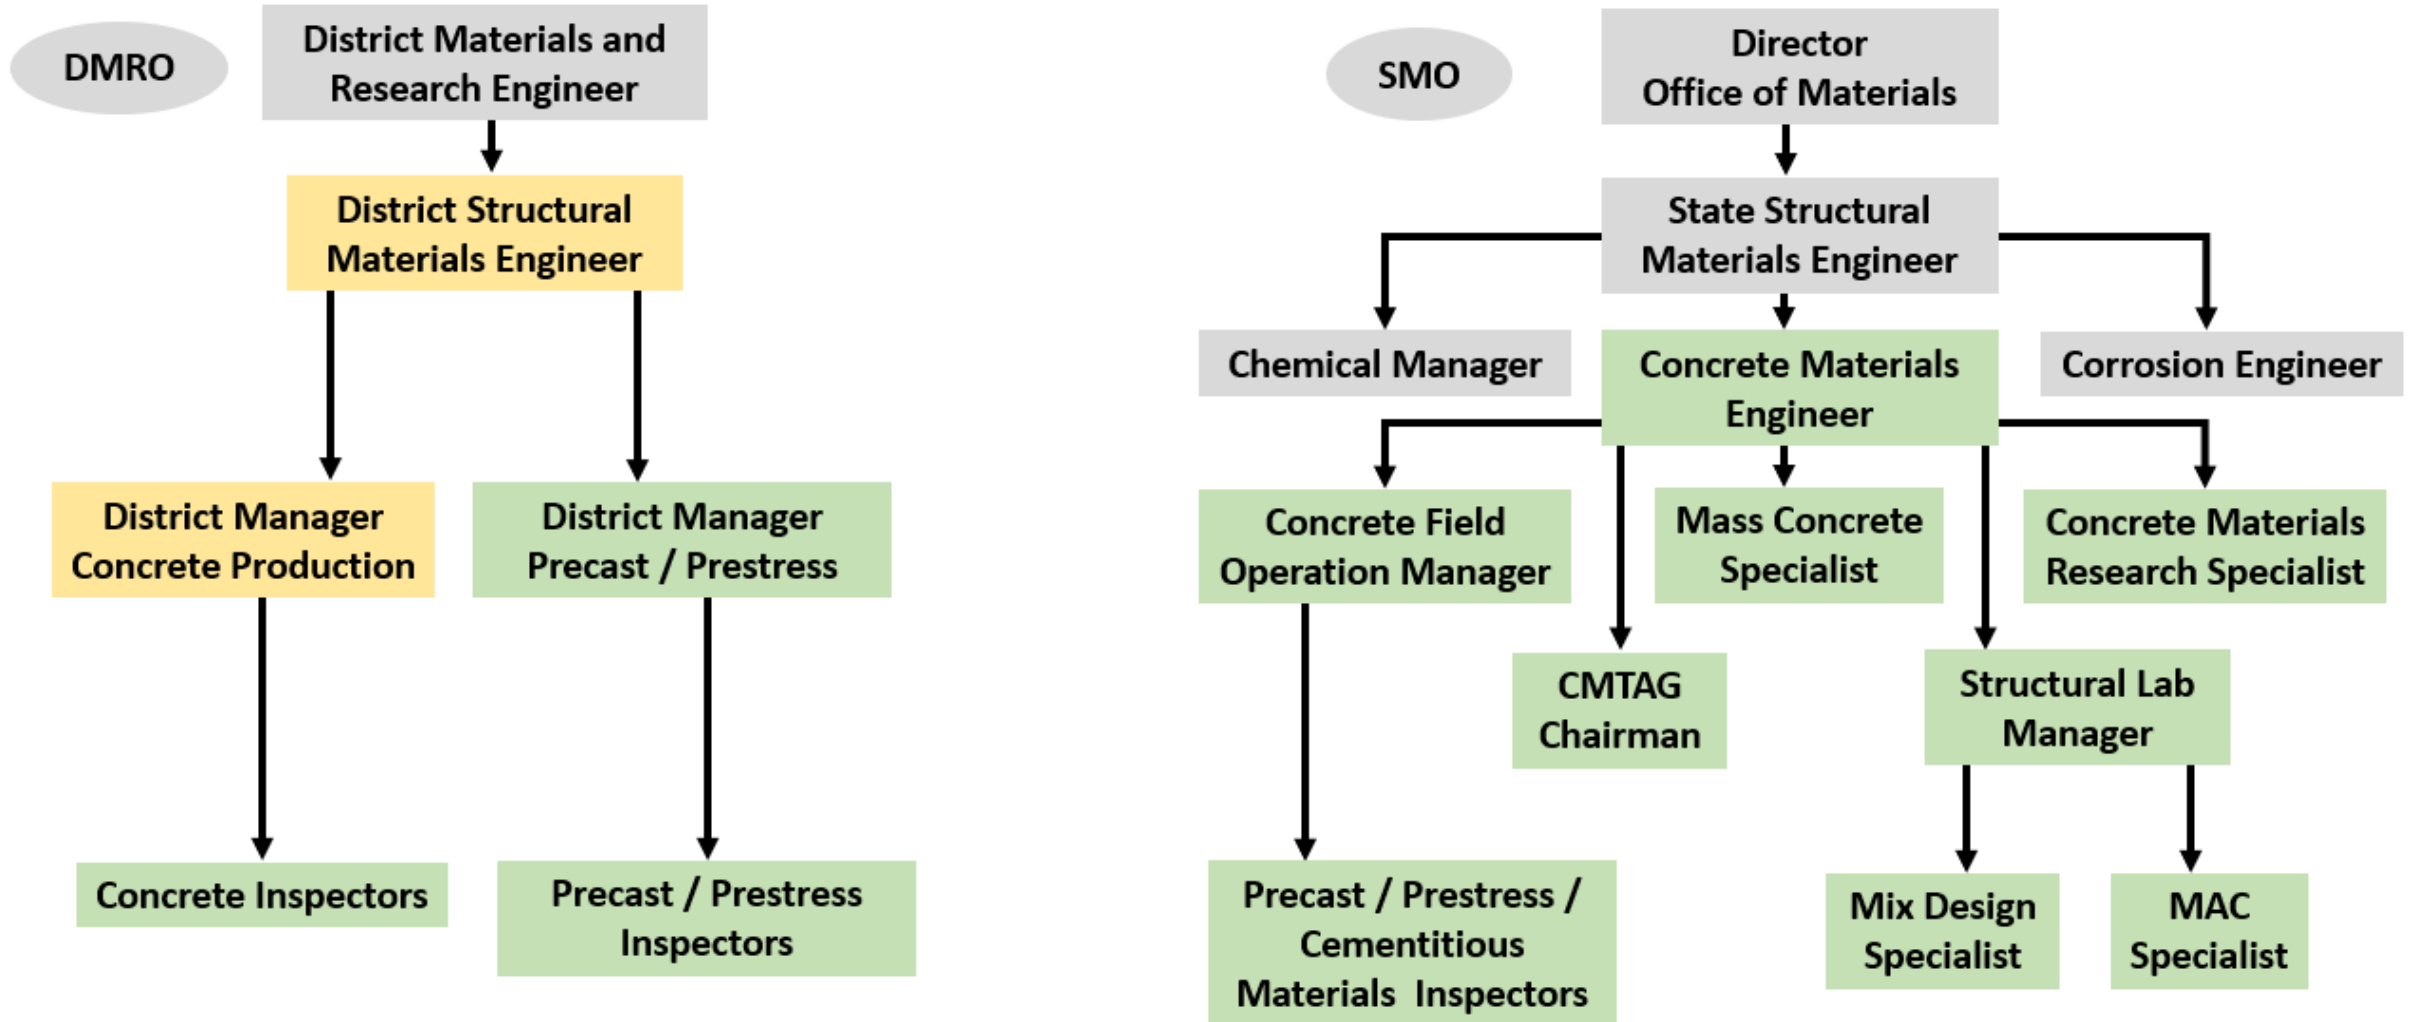 DMRO
District Materials and
Research Engineer
District Structural
Materials Engineer
District Manager
Concrete Production
District Manager
Precast / Prestress
Concrete Inspectors
Precast / Prestress
Inspectors
SMO
Director
Office of Materials
State Structural
Materials Engineer
Chemical Manager
Concrete Materials
Engineer
Corrosion Engineer
Concrete Field
Operation Manager
Mass Concrete
Specialist
Concrete Materials
Research Specialist
CMTAG
Chairman
Structural Lab
Manager
Precast / Prestress /
Cementitious
Materials Inspectors
Mix Design
Specialist
MAC
Specialist